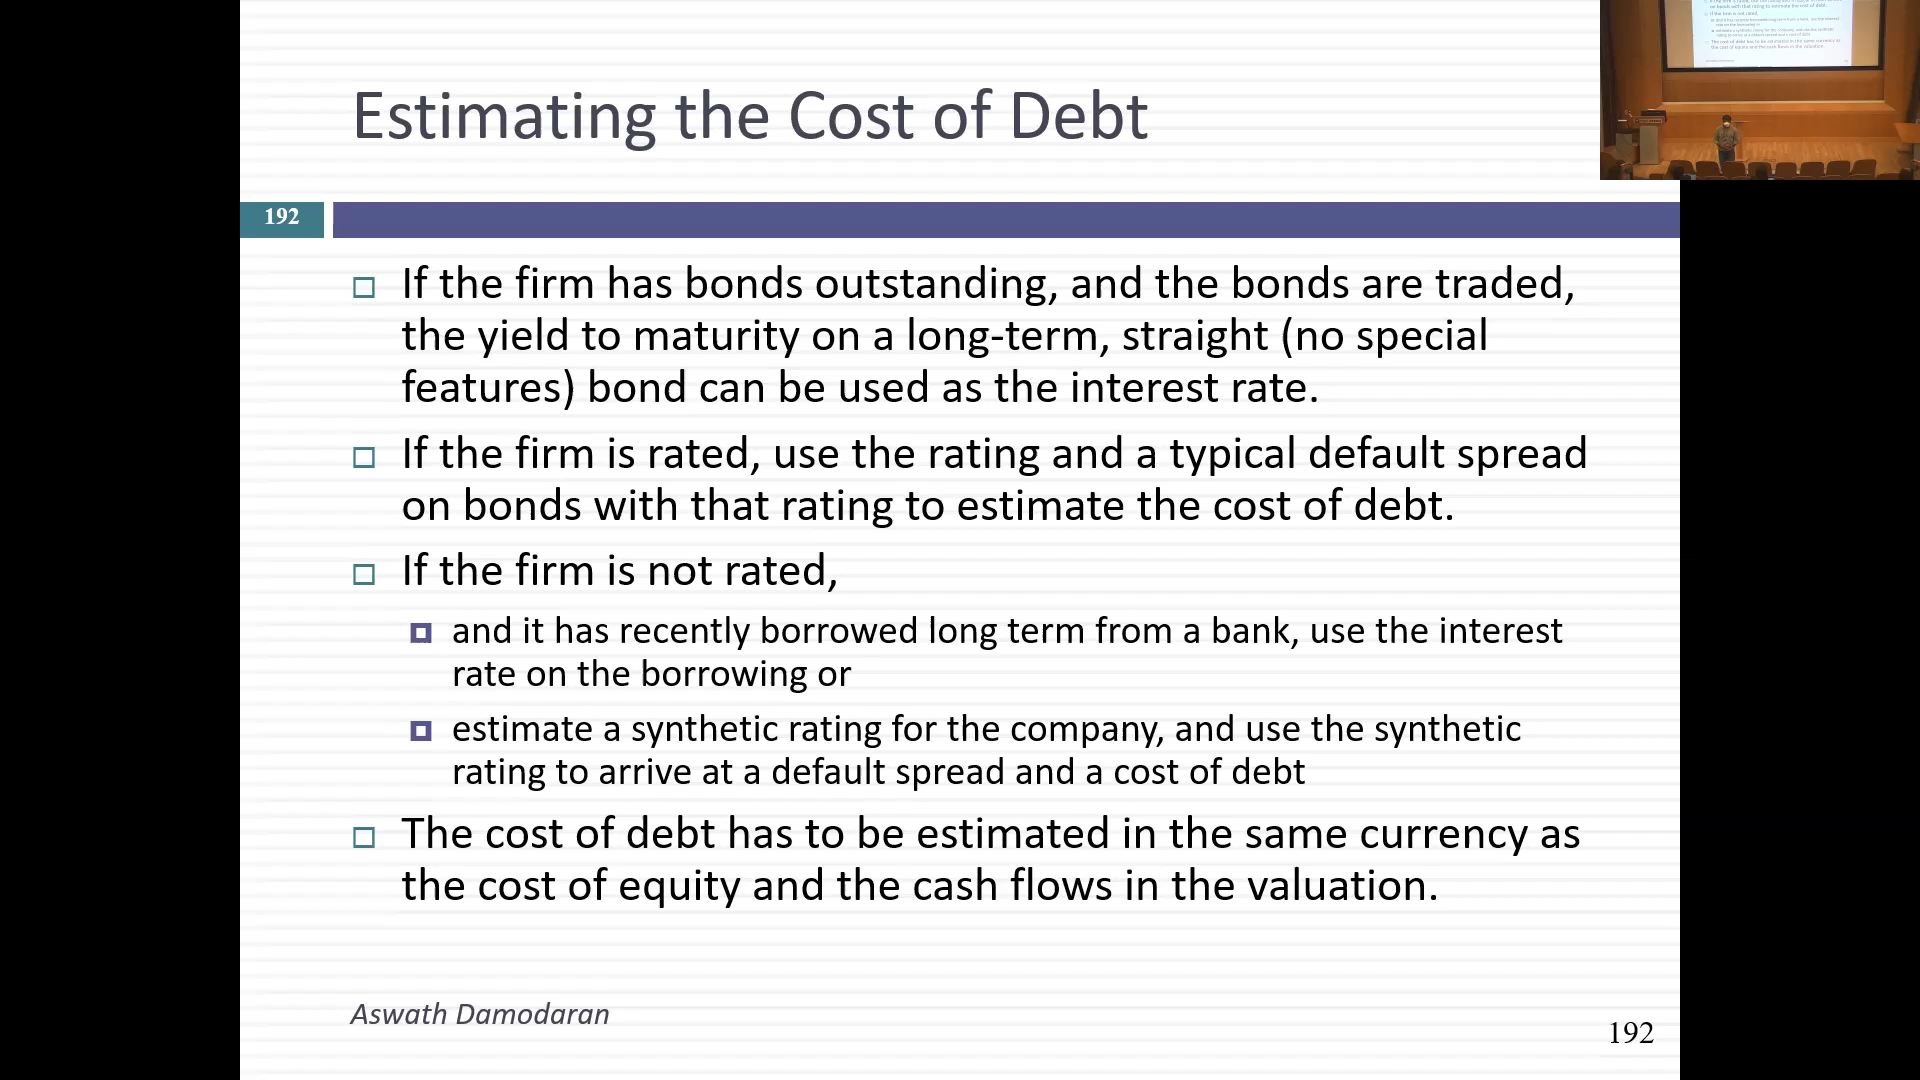 Estimating the Cost of Debt
192
If the firm has bonds outstanding, and the bonds are traded,
the yield to maturity on a long-term, straight (no special
features) bond can be used as the interest rate.
If the firm is rated, use the rating and a typical default spread
on bonds with that rating to estimate the cost of debt.
If the firm is not rated,
and it has recently borrowed long term from a bank, use the interest
rate on the borrowing or
estimate a synthetic rating for the company, and use the synthetic
rating to arrive at a default spread and a cost of debt
The cost of debt has to be estimated in the same currency as
the cost of equity and the cash flows in the valuation.
Aswath Damodaran
192